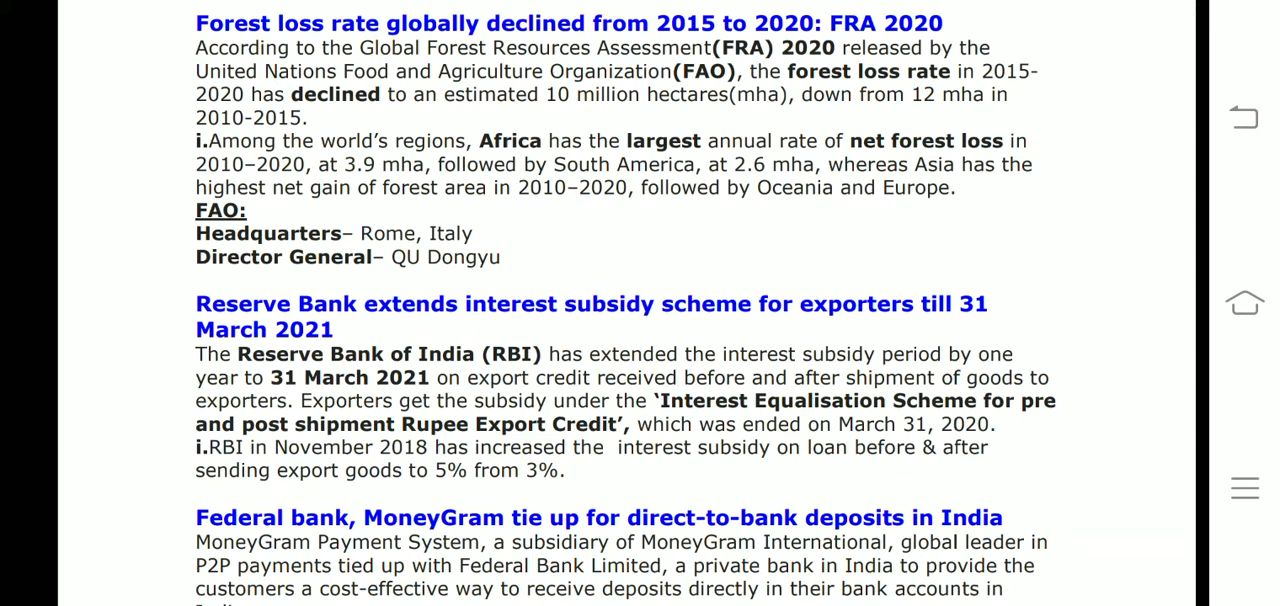 Forest loss rate globally declined from 2015 to 2020: FRA 2020
According to the Global Forest Resources Assessment(FRA) 2020 released by the
United Nations Food and Agriculture Organization(FAO), the forest loss rate in 2015-
2020 has declined to an estimated 10 million hectares(mha), down from 12 mha in
2010-2015.
i.Among the world's regions, Africa has the largest annual rate of net forest loss in
2010–2020, at 3.9 mha, followed by South America, at 2.6 mha, whereas Asia has the
highest net gain of forest area in 2010–2020, followed by Oceania and Europe.
FAO:
Headquarters– Rome, Italy
Director General– QU Dongyu
Reserve Bank extends interest subsidy scheme for exporters till 31
March 2021
The Reserve Bank of India (RBI) has extended the interest subsidy period by one
year to 31 March 2021 on export credit received before and after shipment of goods to
exporters. Exporters get the subsidy under the ‘Interest Equalisation Scheme for pre
and post shipment Rupee Export Credit’, which was ended on March 31, 2020.
i.RBI in November 2018 has increased the interest subsidy on loan before & after
sending export goods to 5% from 3%.
Federal bank, MoneyGram tie up for direct-to-bank deposits in India
MoneyGram Payment System, a subsidiary of MoneyGram International, global leader in
P2P payments tied up with Federal Bank Limited, a private bank in India to provide the
customers a cost-effective way to receive deposits directly in their bank accounts in